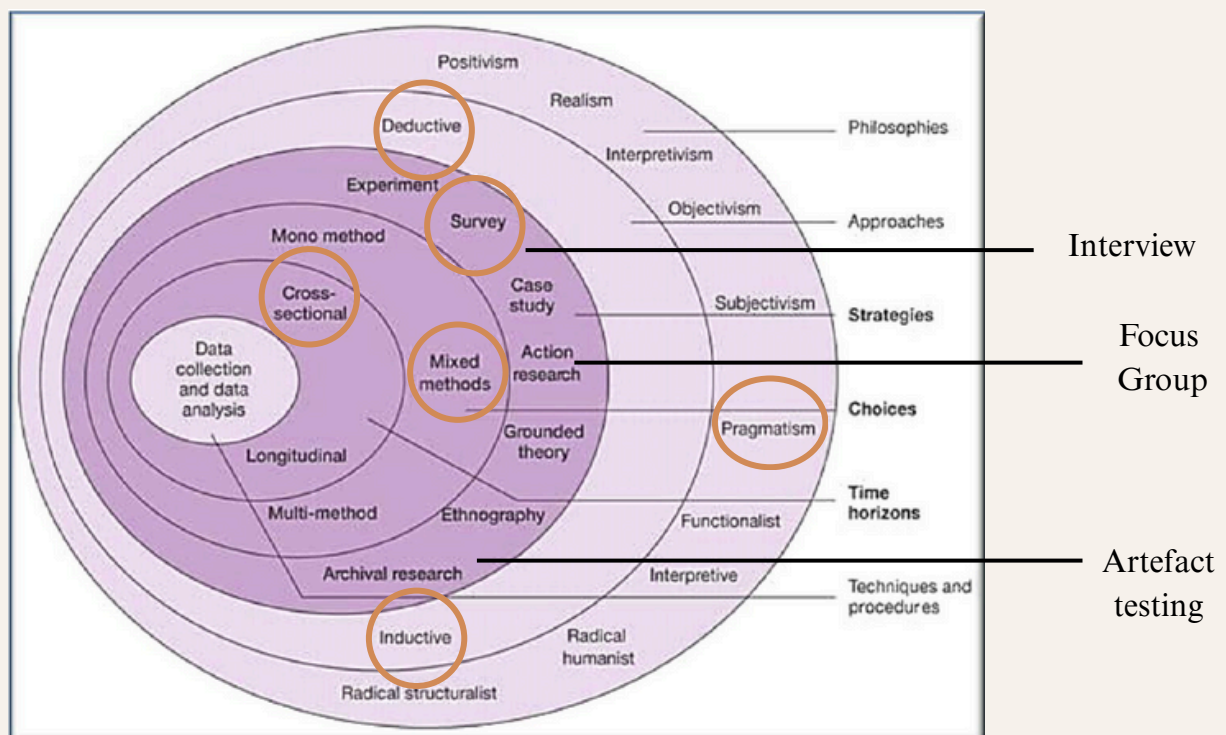 Positivism
Realism
Deductive
Philosophies
Interpretivism
Experiment
Objectivism
Survey
Approaches
Mono method
Interview
Case
study
Cross-
sectional
Subjectivism
Strategies
Data
collection
and data
analysis
Mixed
methods
Action
research
Focus
Group
Choices
Pragmatism
Grounded
theory
Longitudinal
Time
horizons
Multi-method
Ethnography
Functionalist
Archival research
Interpretive
Techniques and
procedures
Artefact
testing
Inductive
Radical
humanist
Radical structuralist